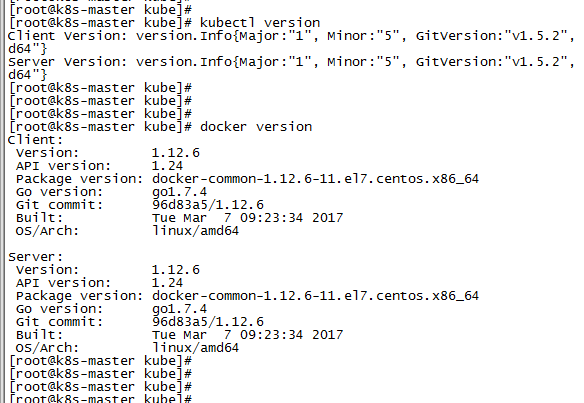 [root@k8s-master kube]#
[root@k8s-master kube]#
[root@k8s-master kube]# kubectl version
Client Version: version.Info{Major:"1", Minor:"5", GitVersion:"v1.5.2",
d64"}
Server Version: version.Info{Major:"1", Minor:"5", GitVersion:"v1.5.2",
d64"}
[root@k8s-master kube]#
[root@k8s-master kube]#
[root@k8s-master kube]#
[root@k8s-master kube]# docker version
Client:
 Version:         1.12.6
 API version:     1.24
 Package version: docker-common-1.12.6-11.el7.centos.x86_64
 Go version:      go1.7.4
 Git commit:      96d83a5/1.12.6
 Built:           Tue Mar  7 09:23:34 2017
 OS/Arch:         linux/amd64

Server:
 Version:         1.12.6
 API version:     1.24
 Package version: docker-common-1.12.6-11.el7.centos.x86_64
 Go version:      go1.7.4
 Git commit:      96d83a5/1.12.6
 Built:           Tue Mar  7 09:23:34 2017
 OS/Arch:         linux/amd64
[root@k8s-master kube]#
[root@k8s-master kube]#
[root@k8s-master kube]#
[root@k8s-master kube]#